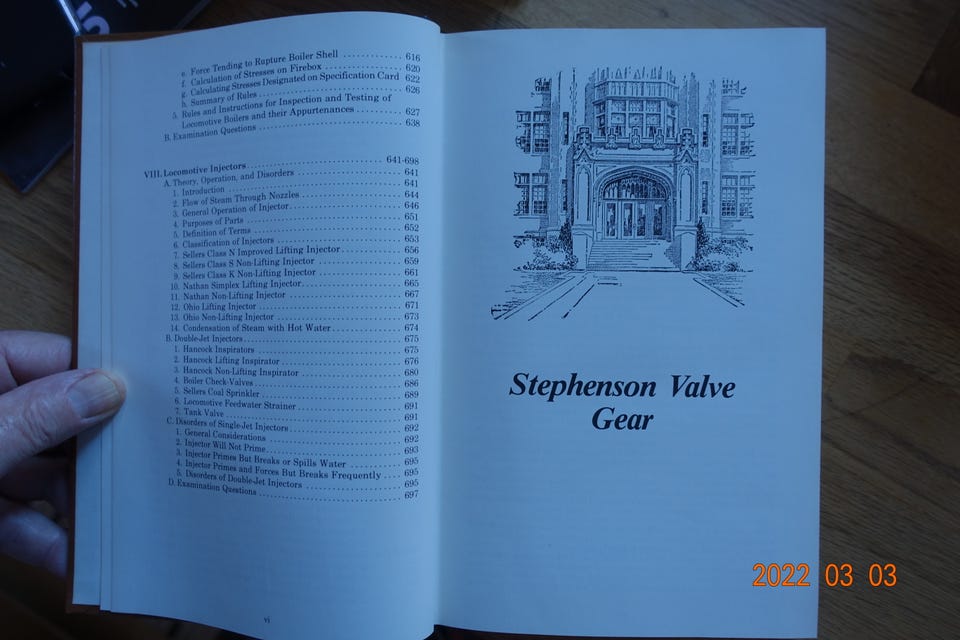 e. Force Tending to Rupture Boiler Shell .......... 616
f. Calculation of Stresses on Firebox .......... 620
g. Calculating Stresses Designated on Specification Card 622
h. Summary of Rules .......... 626
5. Rules and Instructions for Inspection and Testing of
Locomotive Boilers and their Appurtenances .......... 627
B. Examination Questions .......... 638
VIII. Locomotive Injectors .......... 641-698
A. Theory, Operation, and Disorders .......... 641
1. Introduction .......... 641
2. Flow of Steam Through Nozzles .......... 644
3. General Operation of Injector .......... 646
4. Purposes of Parts .......... 651
5. Definition of Terms .......... 652
6. Classification of Injectors .......... 653
7. Sellers Class N Improved Lifting Injector .......... 656
8. Sellers Class S Non-Lifting Injector .......... 659
9. Sellers Class K Non-Lifting Injector .......... 661
10. Nathan Simplex Lifting Injector .......... 665
11. Nathan Non-Lifting Injector .......... 667
12. Ohio Lifting Injector .......... 671
13. Ohio Non-Lifting Injector .......... 673
14. Condensation of Steam with Hot Water .......... 674
B. Double-Jet Injectors .......... 675
1. Hancock Inspirators .......... 675
2. Hancock Lifting Inspirator .......... 676
3. Hancock Non-Lifting Inspirator .......... 680
4. Boiler Check-Valves .......... 686
5. Sellers Coal Sprinkler .......... 689
6. Locomotive Feedwater Strainer .......... 691
7. Tank Valve .......... 691
C. Disorders of Single-Jet Injectors .......... 692
1. General Considerations .......... 692
2. Injector Will Not Prime .......... 693
3. Injector Primes But Breaks or Spills Water .......... 695
4. Injector Primes and Forces But Breaks Frequently .... 695
5. Disorders of Double-Jet Injectors .......... 695
D. Examination Questions .......... 697
vi
Stephenson Valve
Gear
2022 03 03